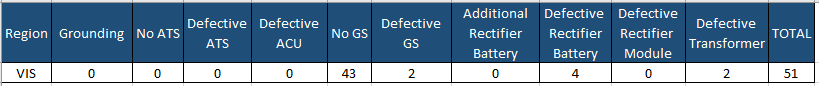 Region Grounding No ATS Defective ATS Defective ACU No GS Defective GS Additional Rectifier Battery Defective Rectifier Battery Defective Rectifier Module Defective Transformer TOTAL
VIS 0 0 0 0 43 2 0 4 0 2 51